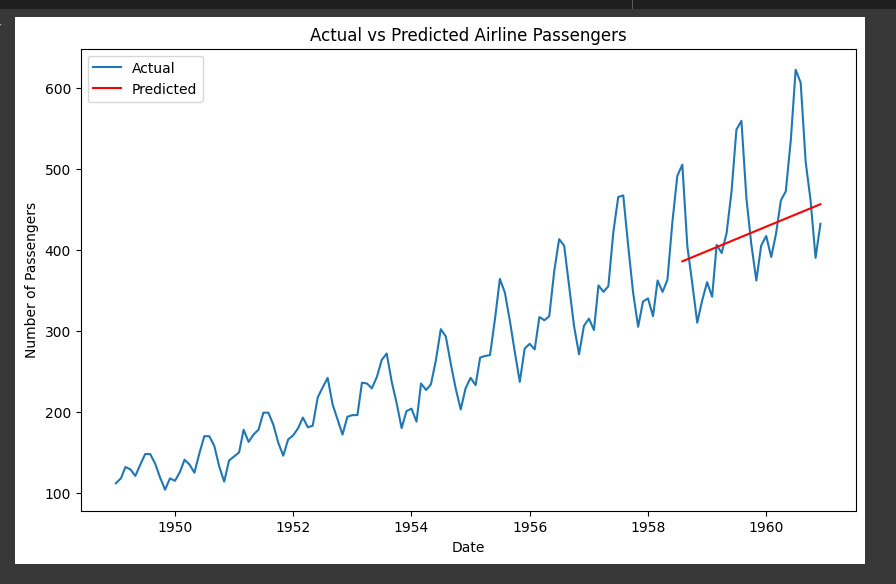 Actual vs Predicted Airline Passengers
Actual
Predicted
600
500
400
300
200
100
Number of Passengers
1950 1952 1954 1956 1958 1960
Date